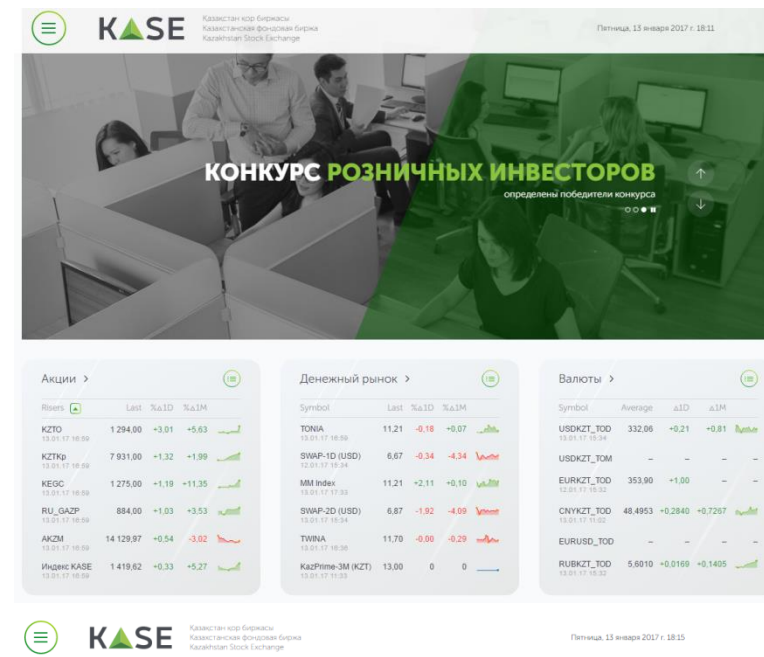 KASE
Қазақстан қор биржасы
Казахстанская фондовая биржа
Kazakhstan Stock Exchange
Пятница, 13 января 2017 г. 18:11
КОНКУРС РОЗНИЧНЫХ ИНВЕСТОРОВ
определены победители конкурса
Акции >
Risers Last %△1D %△1M
KZTO 1 294,00 +3,01 +5,63
13.01.17 16:59
KZTKp 7 931,00 +1,32 +1,99
13.01.17 16:59
KEGC 1 275,00 +1,19 +11,35
13.01.17 16:59
RU_GAZP 884,00 +1,03 +3,53
13.01.17 16:59
AKZM 14 129,97 +0,54 -3,02
13.01.17 16:59
Индекс KASE 1 419,62 +0,33 +5,27
13.01.17 16:59
Денежный рынок >
Symbol Last %△1D %△1M
TONIA 11,21 -0,18 +0,07
13.01.17 16:59
SWAP-1D (USD) 6,67 -0,34 -4,34
12.01.17 15:34
MM Index 11,21 +2,11 +0,10
13.01.17 17:33
SWAP-2D (USD) 6,87 -1,92 -4,09
13.01.17 15:34
TWINA 11,70 -0,00 -0,29
13.01.17 16:36
KazPrime-3M (KZT) 13,00 0 0
13.01.17 11:33
Валюты >
Symbol Average △1D △1M
USDKZT_TOD 332,06 +0,21 +0,81
13.01.17 15:34
USDKZT_TOM – – –
EURKZT_TOD 353,90 +1,00 –
12.01.17 15:32
CNYKZT_TOD 48,4953 +0,2840 +0,7267
13.01.17 11:02
EURUSD_TOD – – –
RUBKZT_TOD 5,6010 +0,0160 +0,1405
13.01.17 15:32
KASE
Қазақстан қор биржасы
Казахстанская фондовая биржа
Kazakhstan Stock Exchange
Пятница, 13 января 2017 г. 18:15